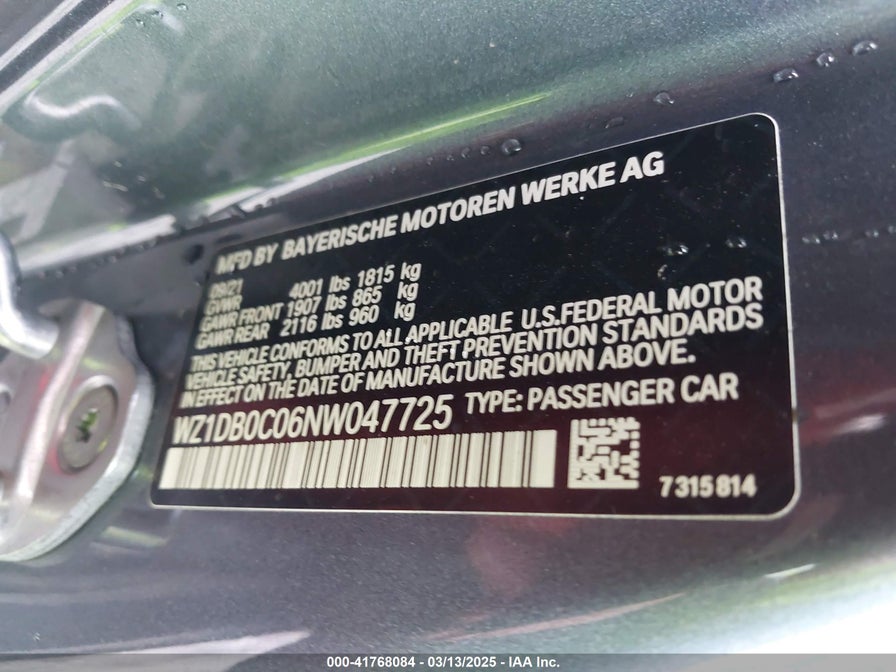 MFD BY BAYERISCHE MOTOREN WERKE AG
09/21
GVWR 4001 lbs 1815 kg
GAWR FRONT 1907 lbs 865 kg
GAWR REAR 2116 lbs 960 kg
THIS VEHICLE CONFORMS TO ALL APPLICABLE U.S.FEDERAL MOTOR
VEHICLE SAFETY, BUMPER AND THEFT PREVENTION STANDARDS
IN EFFECT ON THE DATE OF MANUFACTURE SHOWN ABOVE.
WZ1DB0C06NW047725 TYPE: PASSENGER CAR
7315814
000-41768084 - 03/13/2025 - IAA Inc.